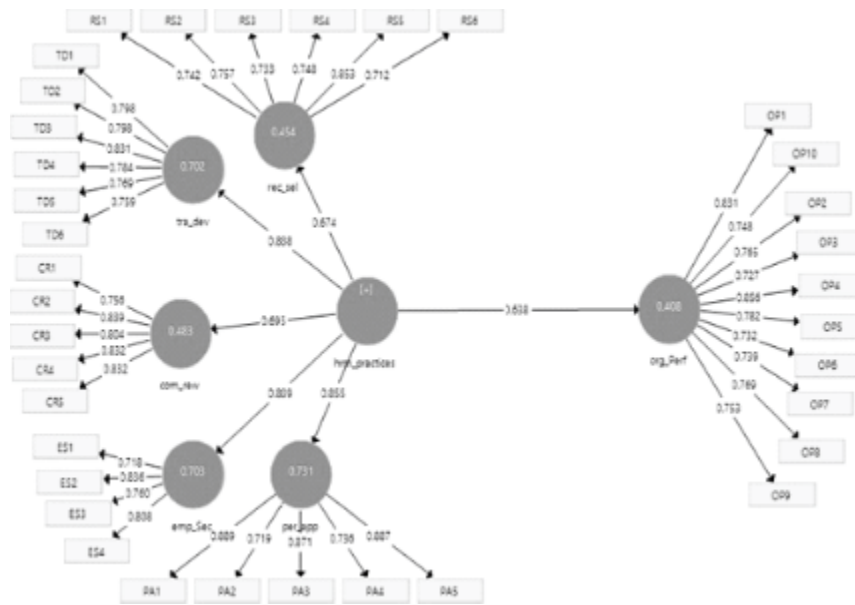 RS1 RS2 RS3 RS4 RS5 RS6
0.742 0.757 0.733 0.748 0.853 0.712
0.454
rec_sel
TD1
TD2
TD3
TD4
TD5
TD6
0.798
0.798
0.831
0.784
0.769
0.759
0.702
tra_dev
0.674
0.838
CR1
CR2
CR3
CR4
CR5
0.756
0.839
0.804
0.832
0.832
0.483
com_rew
0.695
[+]
hrm_practices
0.638
0.408
org_Perf
OP1
OP10
OP2
OP3
OP4
OP5
OP6
OP7
OP8
OP9
0.831
0.748
0.765
0.727
0.856
0.782
0.732
0.739
0.769
0.753
0.855
ES1
ES2
ES3
ES4
0.718
0.836
0.760
0.808
0.703
emp_Sec
0.731
per_app
0.889 0.719 0.871 0.736 0.887
PA1 PA2 PA3 PA4 PA5